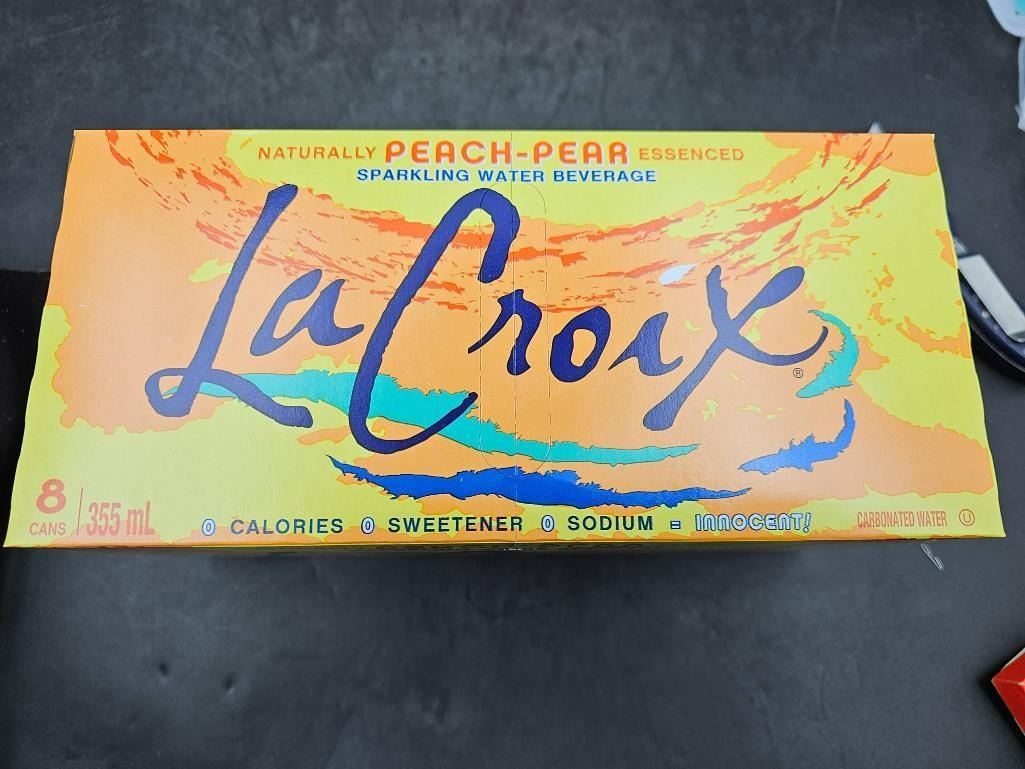 NATURALLY PEACH-PEAR ESSENCED
SPARKLING WATER BEVERAGE
LaCroix®
8 CANS 355 mL
0 CALORIES 0 SWEETENER 0 SODIUM = INNOCENT!
CARBONATED WATER U